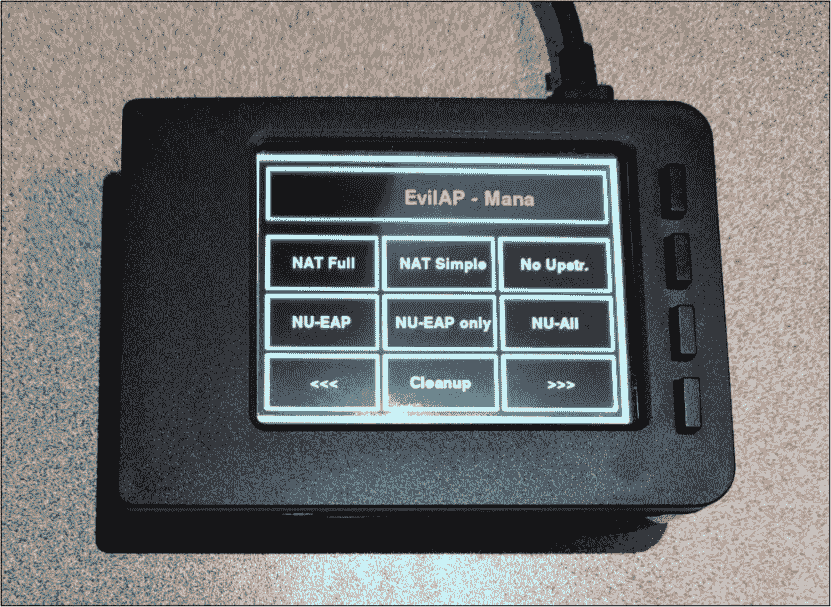 EvilAP - Mana
NAT Full NAT Simple No Upstr.
NU-EAP NU-EAP only NU-All
<<< Cleanup >>>